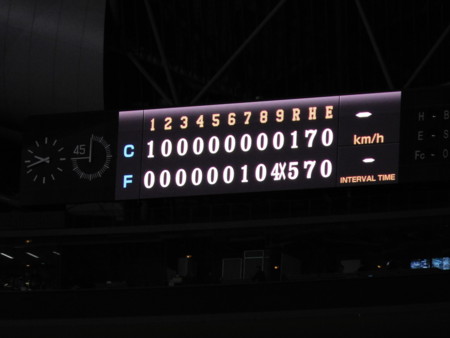 1 2 3 4 5 6 7 8 9 R H E
C 1 0 0 0 0 0 0 0 0 1 7 0
F 0 0 0 0 0 0 1 0 4X 5 7 0
km/h
INTERVAL TIME
45
H -
E -
Fc -